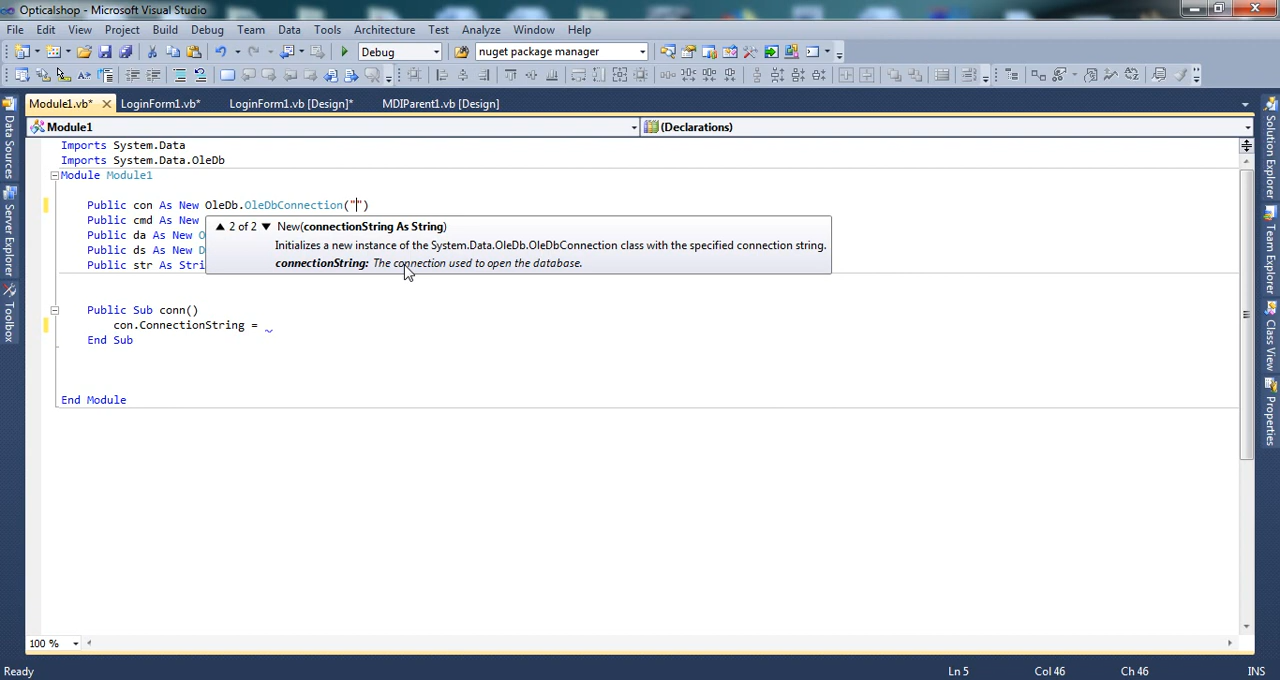 Opticalshop - Microsoft Visual Studio
File Edit View Project Build Debug Team Data Tools Architecture Test Analyze Window Help
Debug nuget package manager
Module1.vb* LoginForm1.vb* LoginForm1.vb [Design]* MDIParent1.vb [Design]
Module1 (Declarations)
Imports System.Data
Imports System.Data.OleDb
Module Module1
Public con As New OleDb.OleDbConnection("")
Public cmd As New
Public da As New O
Public ds As New D
Public str As Stri
2 of 2 New(connectionString As String)
Initializes a new instance of the System.Data.OleDb.OleDbConnection class with the specified connection string.
connectionString: The connection used to open the database.
Public Sub conn()
con.ConnectionString =
End Sub
End Module
100 %
Ready Ln 5 Col 46 Ch 46 INS
Data Sources
Server Explorer
Toolbox
Solution Explorer
Team Explorer
Class View
Properties